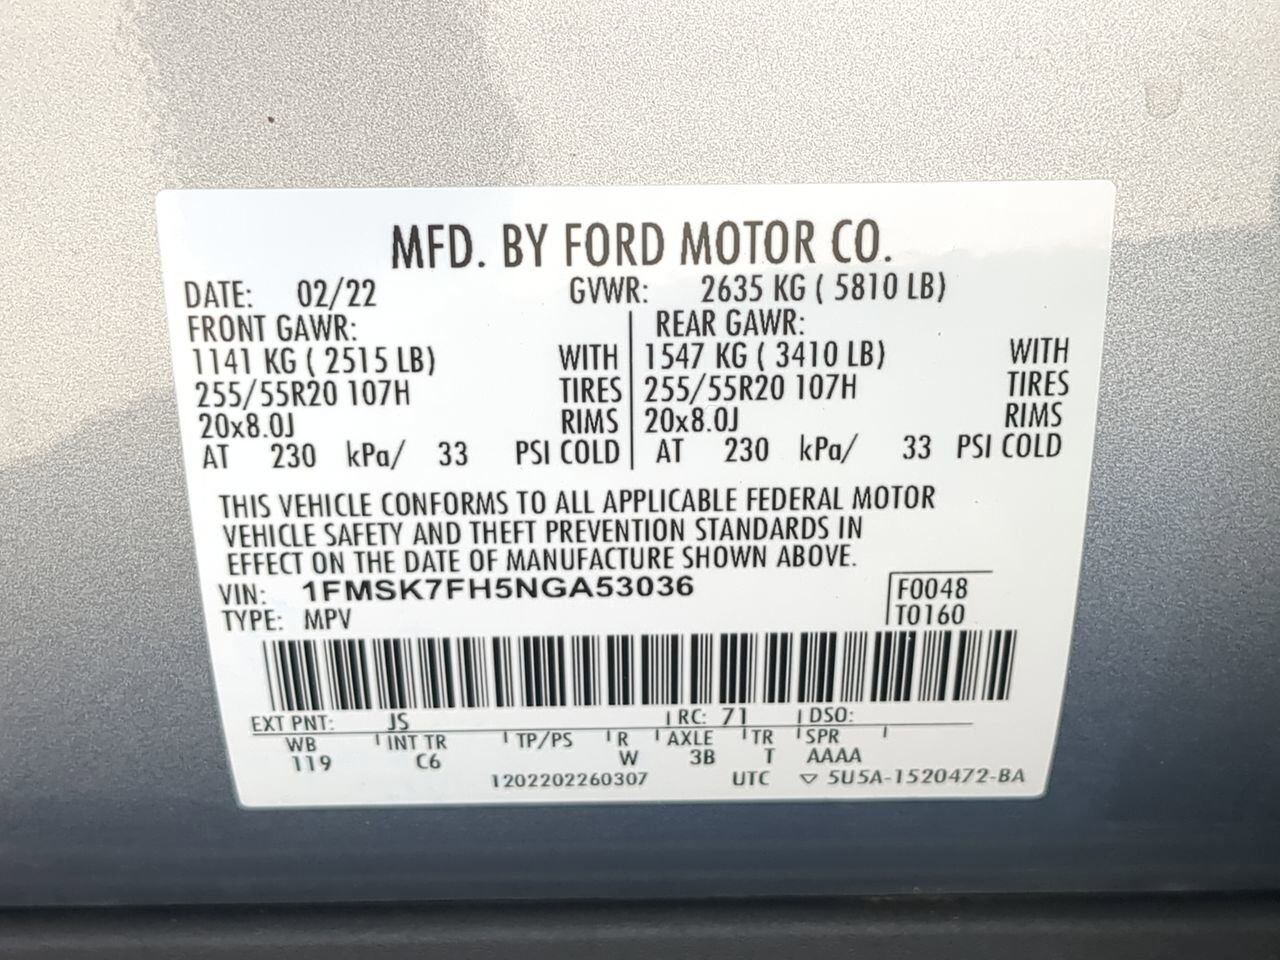 MFD. BY FORD MOTOR CO.
DATE: 02/22 GVWR: 2635 KG ( 5810 LB)
FRONT GAWR: REAR GAWR:
1141 KG ( 2515 LB) WITH 1547 KG ( 3410 LB) WITH
255/55R20 107H TIRES 255/55R20 107H TIRES
20x8.0J RIMS 20x8.0J RIMS
AT 230 kPa/ 33 PSI COLD AT 230 kPa/ 33 PSI COLD
THIS VEHICLE CONFORMS TO ALL APPLICABLE FEDERAL MOTOR
VEHICLE SAFETY AND THEFT PREVENTION STANDARDS IN
EFFECT ON THE DATE OF MANUFACTURE SHOWN ABOVE.
VIN: 1FMSK7FH5NGA53036 F0048
TYPE: MPV T0160
EXT PNT: JS RC: 71 DSO:
WB INT TR TP/PS R AXLE TR SPR
119 C6 W 3B T AAAA
1202202260307 UTC ▽ 5U5A-1520472-BA